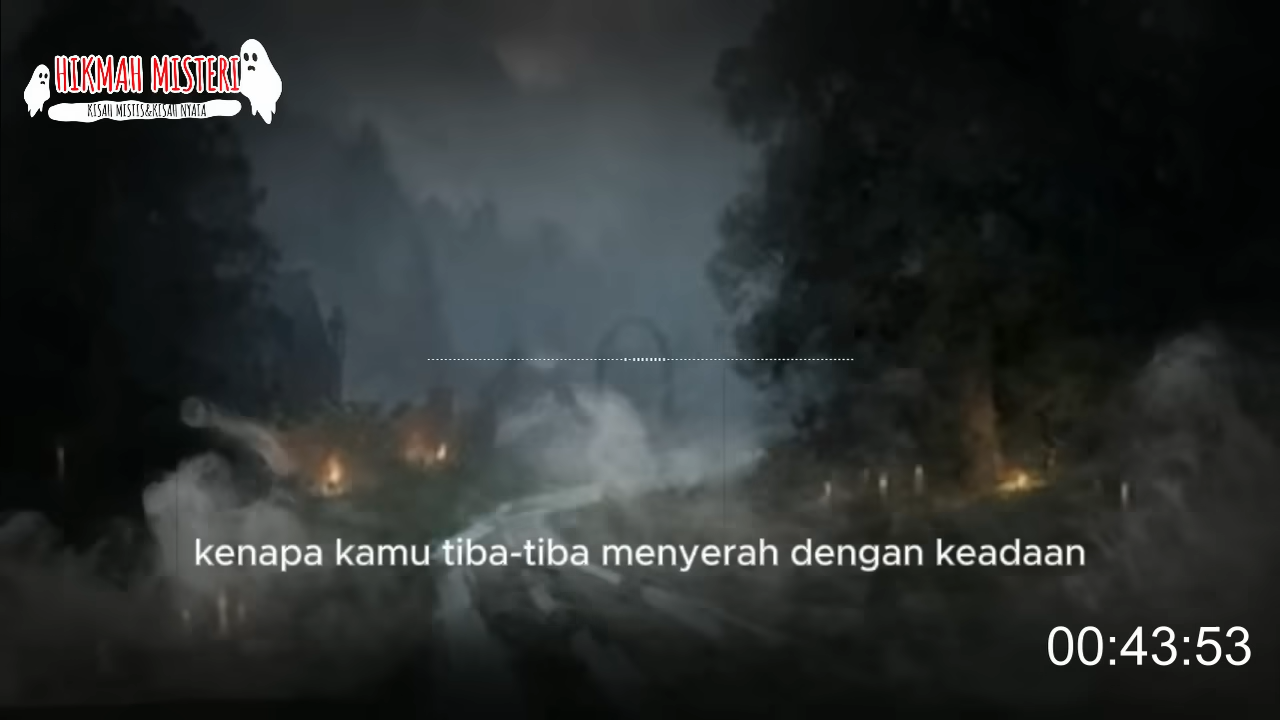 HIKMAH MISTERI
KISAH MISTIS&KISAH NYATA
kenapa kamu tiba-tiba menyerah dengan keadaan
00:43:53